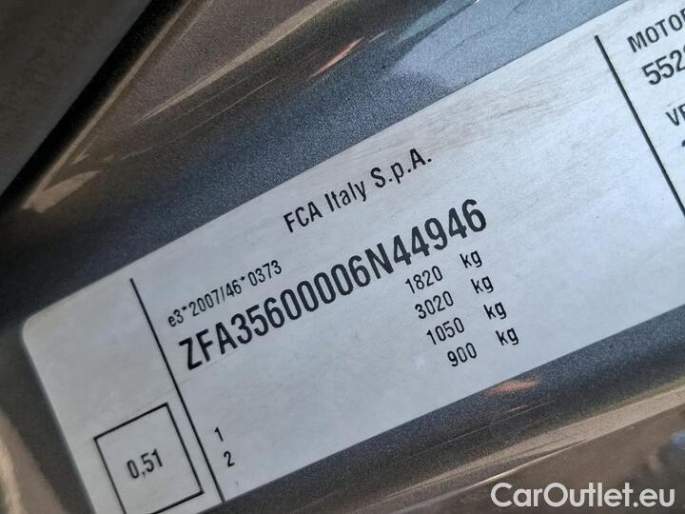 FCA Italy S.p.A.
e3*2007/46*0373
ZFA35600006N44946
1820 kg
3020 kg
1 1050 kg
2 900 kg
0,51
MOTOR
552
CarOutlet.eu